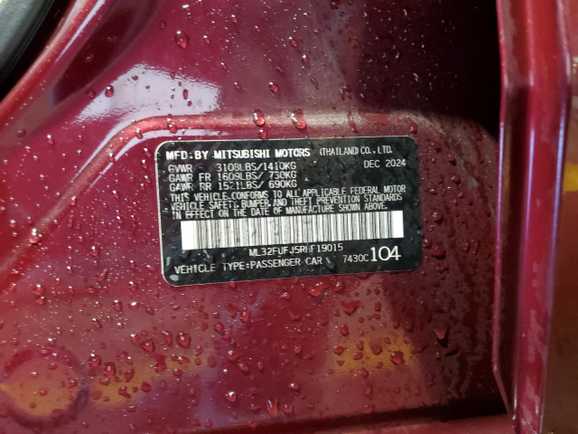 MFD.BY MITSUBISHI MOTORS (THAILAND CO., LTD.
GVWR 3108LBS/1410KG DEC 2024
GAWR FR 1609LBS/ 730KG
GAWR RR 1521LBS/ 690KG
THIS VEHICLE CONFORMS TO ALL APPLICABLE FEDERAL MOTOR
VEHICLE SAFETY, BUMPER, AND THEFT PREVENTION STANDARDS
IN EFFECT ON THE DATE OF MANUFACTURE SHOWN ABOVE.
ML32FUFJ5RHF19015
VEHICLE TYPE:PASSENGER CAR 7430C 104